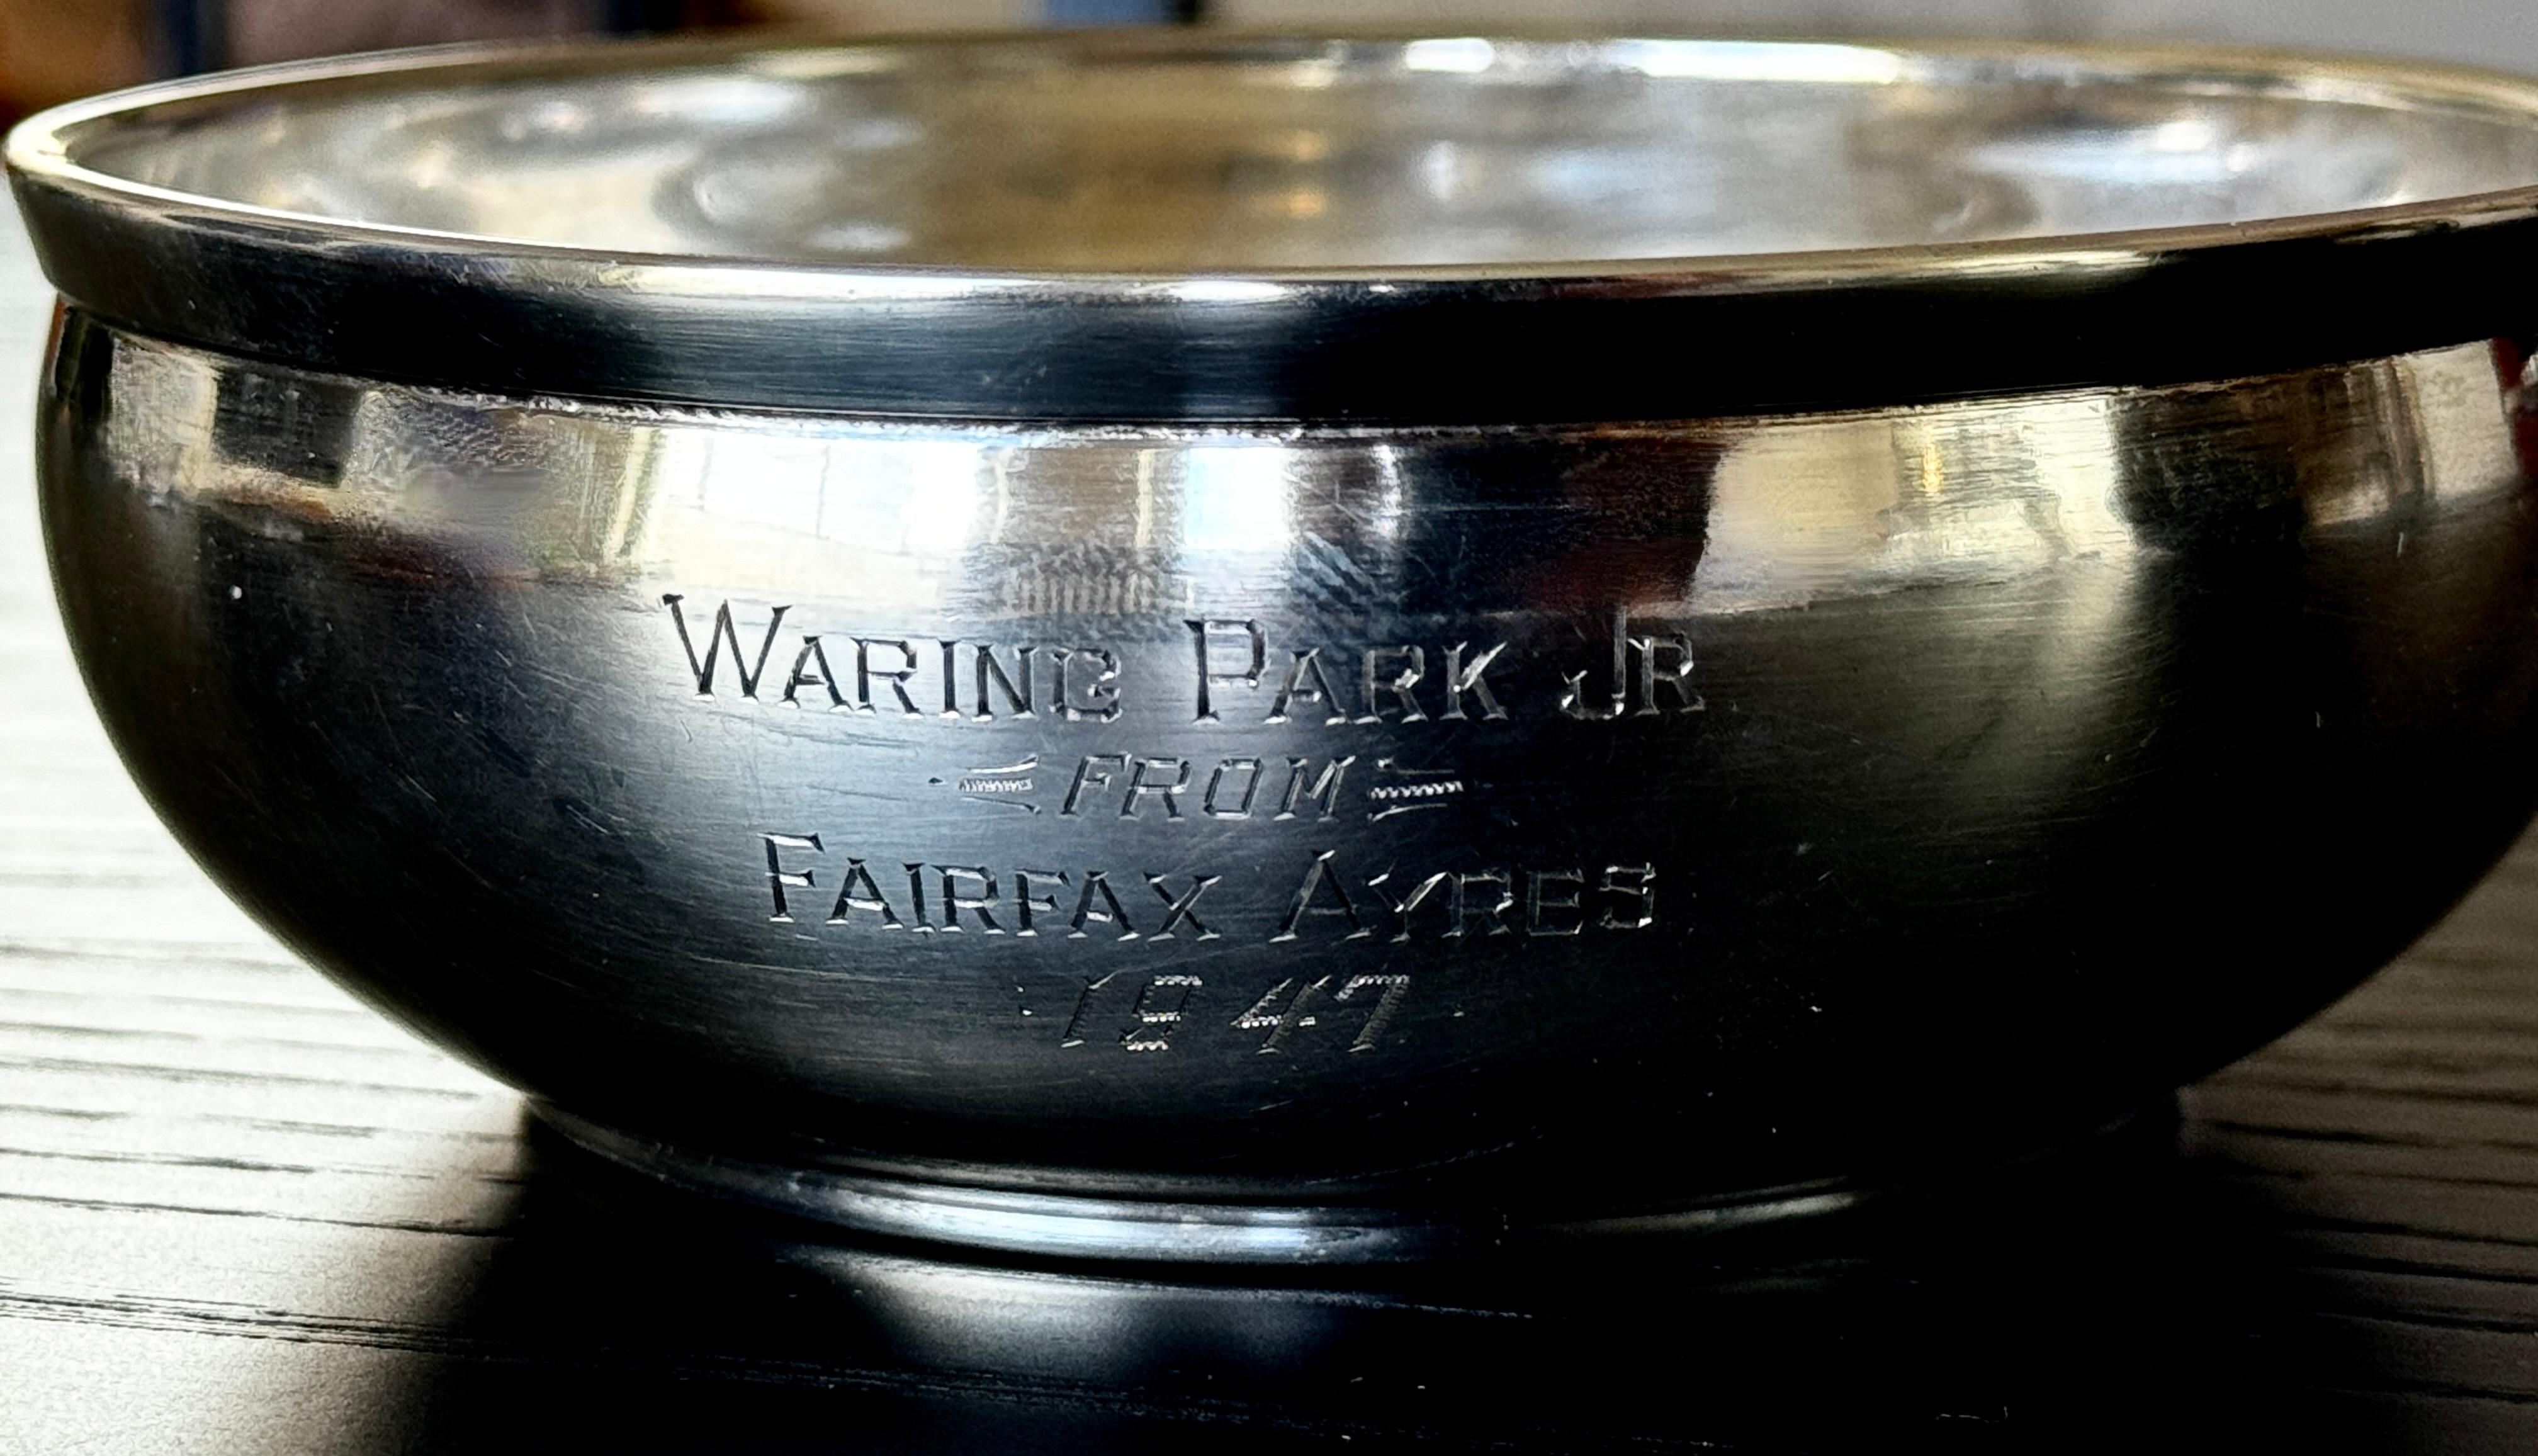 WARING PARK JR
FROM
FAIRFAX AYRES
1947